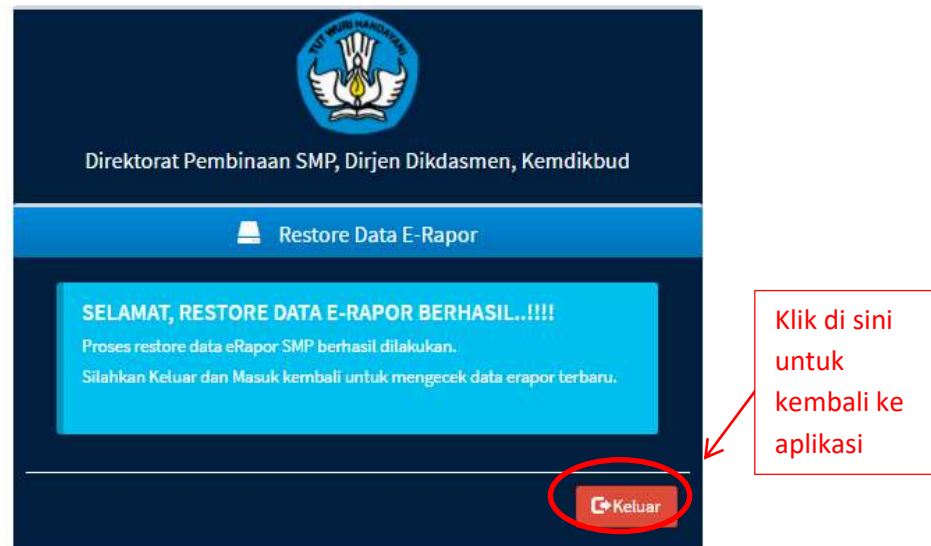 TUT WURI HANDAYANI
Direktorat Pembinaan SMP, Dirjen Dikdasmen, Kemdikbud
Restore Data E-Rapor
SELAMAT, RESTORE DATA E-RAPOR BERHASIL..!!!!
Proses restore data eRapor SMP berhasil dilakukan.
Silahkan Keluar dan Masuk kembali untuk mengecek data erapor terbaru.
Keluar
Klik di sini
untuk
kembali ke
aplikasi